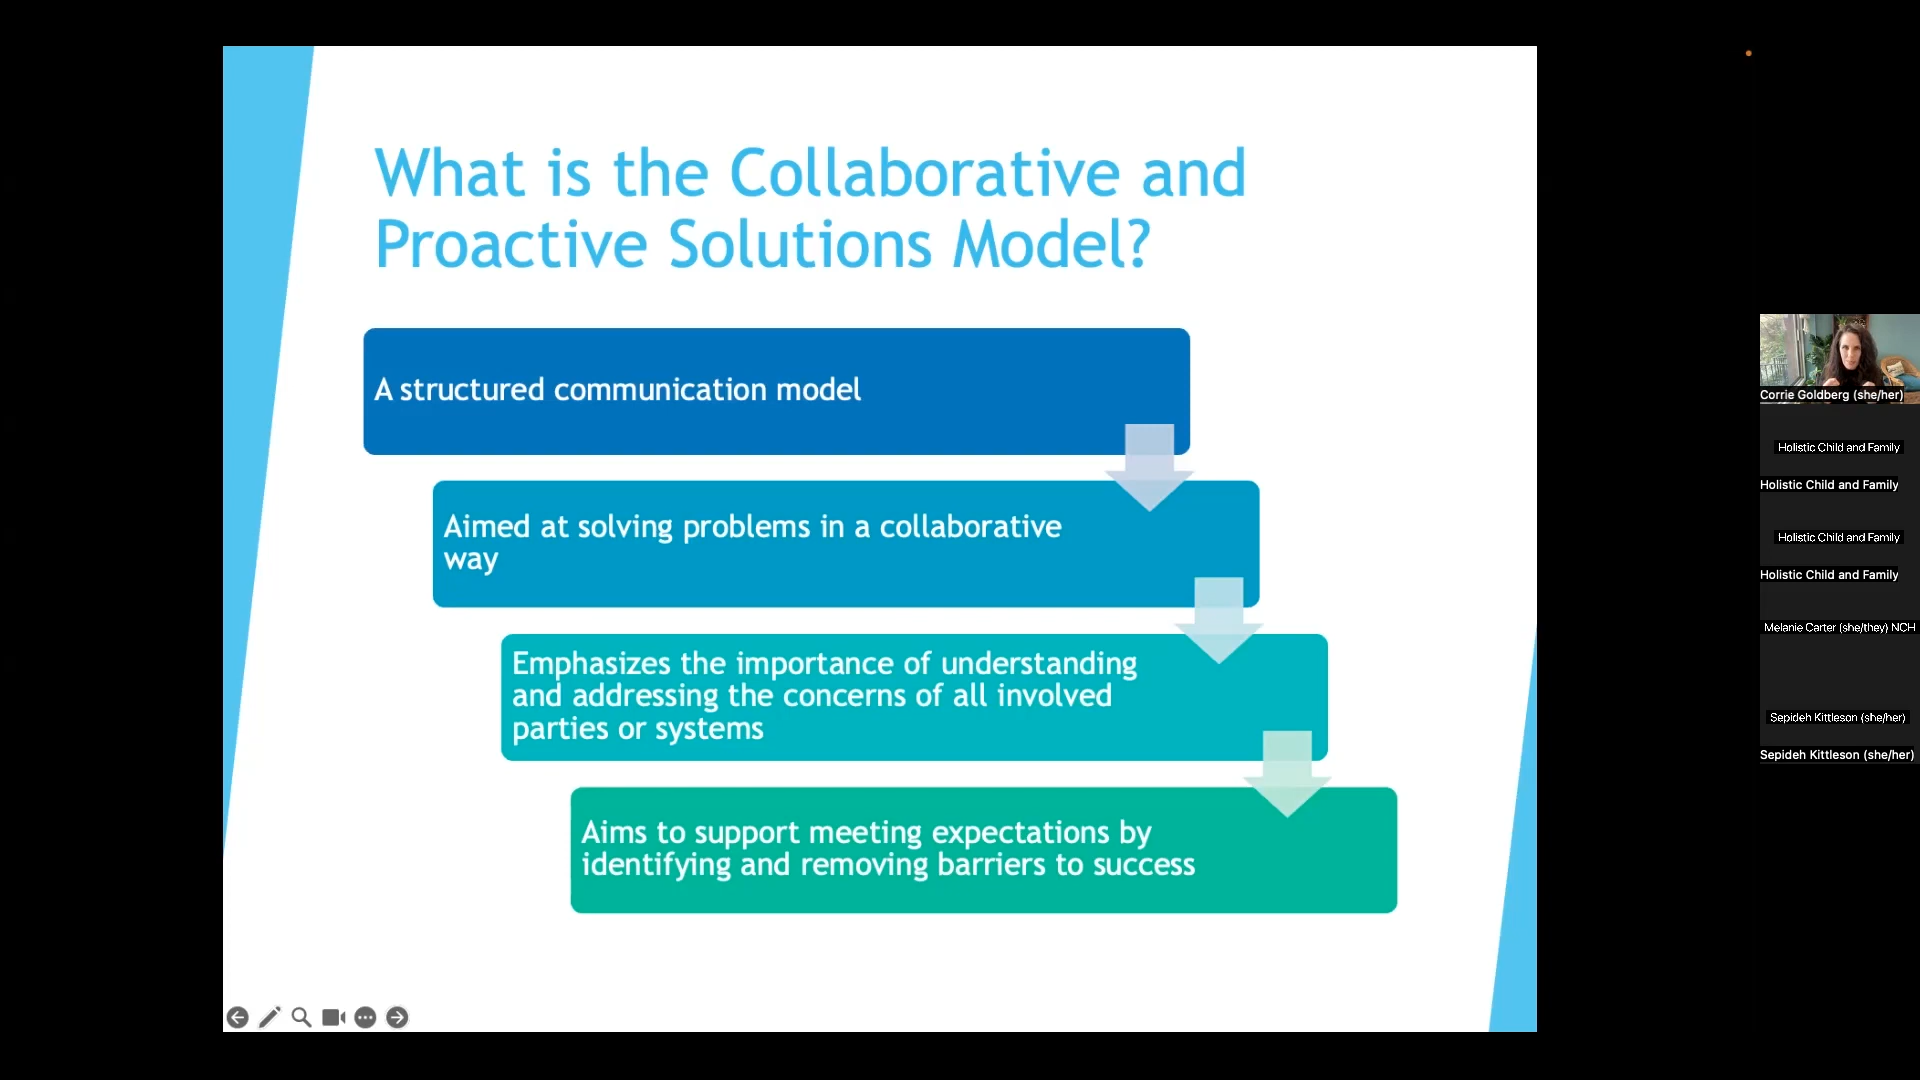 What is the Collaborative and
Proactive Solutions Model?
A structured communication model
Aimed at solving problems in a collaborative
way
Emphasizes the importance of understanding
and addressing the concerns of all involved
parties or systems
Aims to support meeting expectations by
identifying and removing barriers to success
Corrie Goldberg (she/her)
Holistic Child and Family
Holistic Child and Family
Holistic Child and Family
Holistic Child and Family
Melanie Carter (she/they) NCH
Sepideh Kittleson (she/her)
Sepideh Kittleson (she/her)